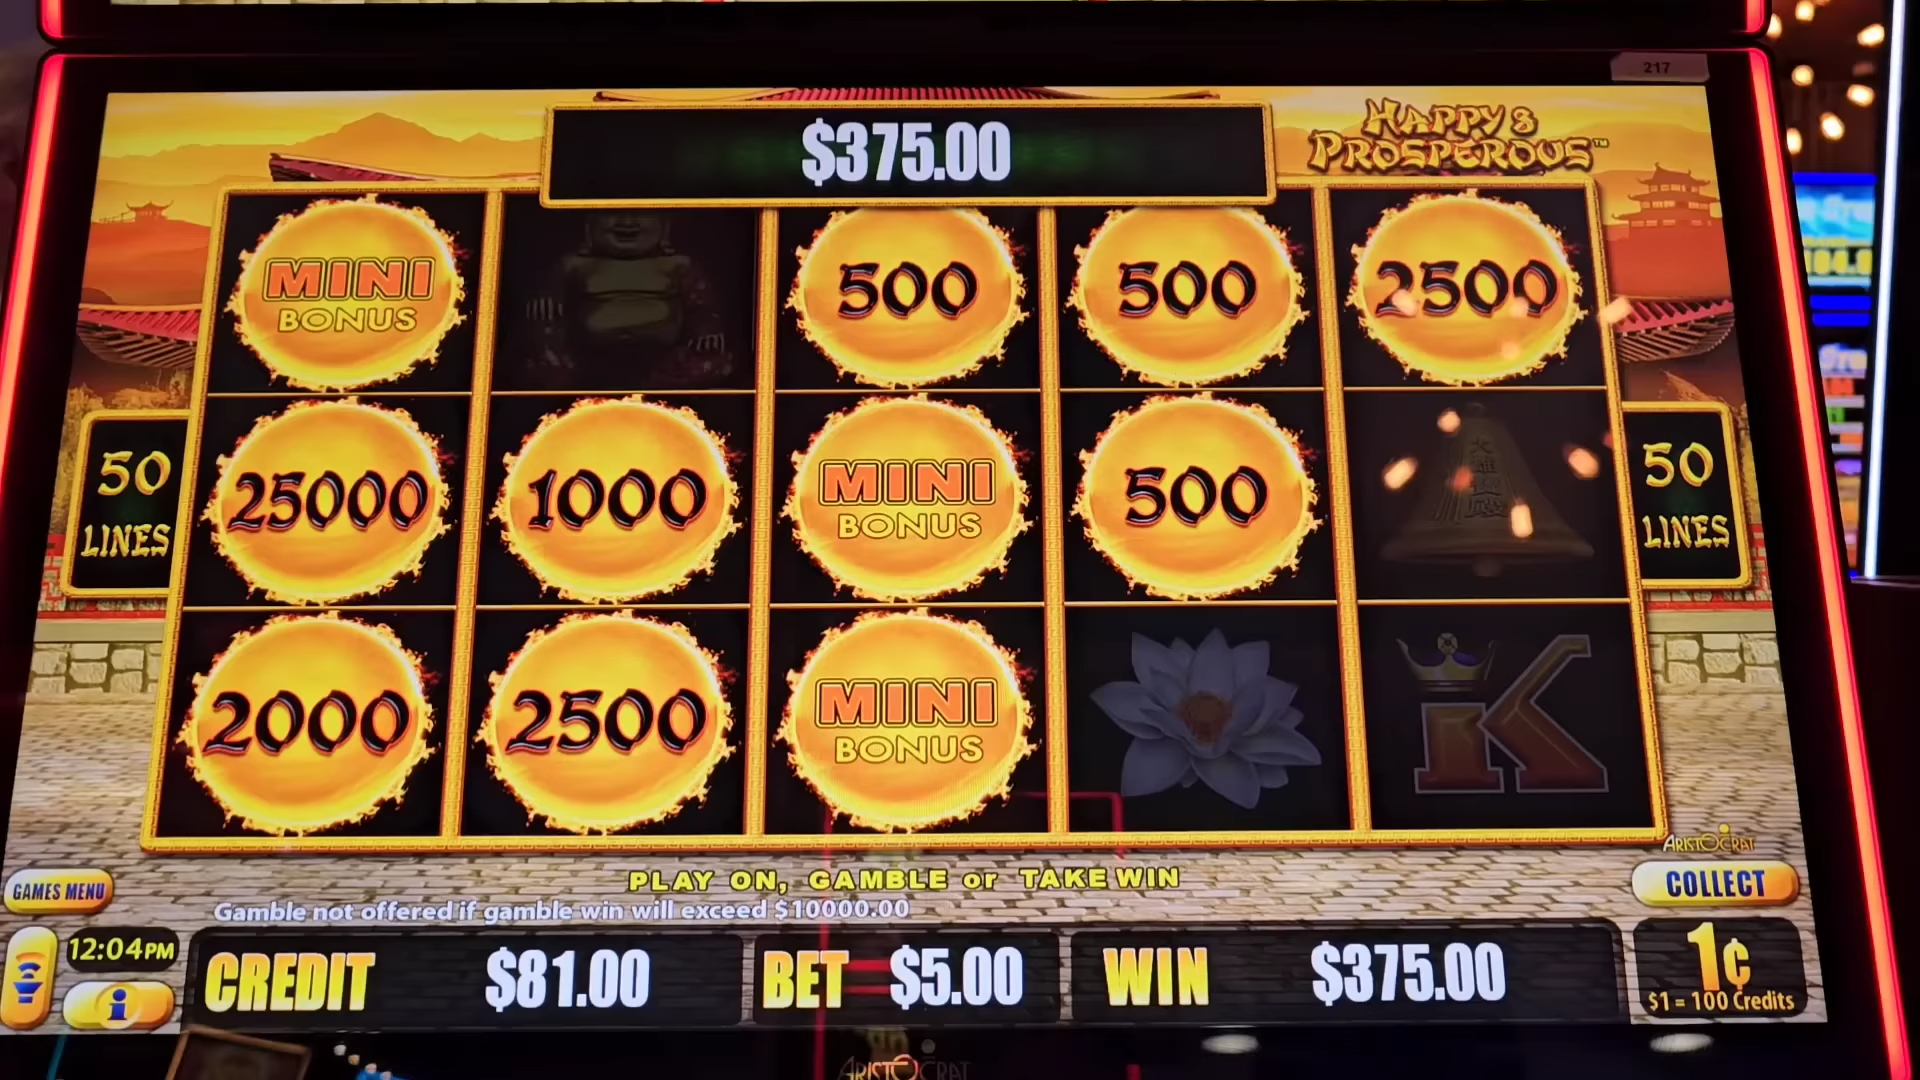 217
$375.00
HAPPY &
PROSPEROUS™
MINI
BONUS
500
500
2500
50
LINES
25000
1000
MINI
BONUS
500
50
LINES
2000
2500
MINI
BONUS
K
ARISTOCRAT
GAMES MENU
PLAY ON, GAMBLE or TAKE WIN
COLLECT
Gamble not offered if gamble win will exceed $10000.00
12:04PM
CREDIT $81.00
BET $5.00
WIN $375.00
1¢
$1 = 100 Credits
i
ARISTOCRAT